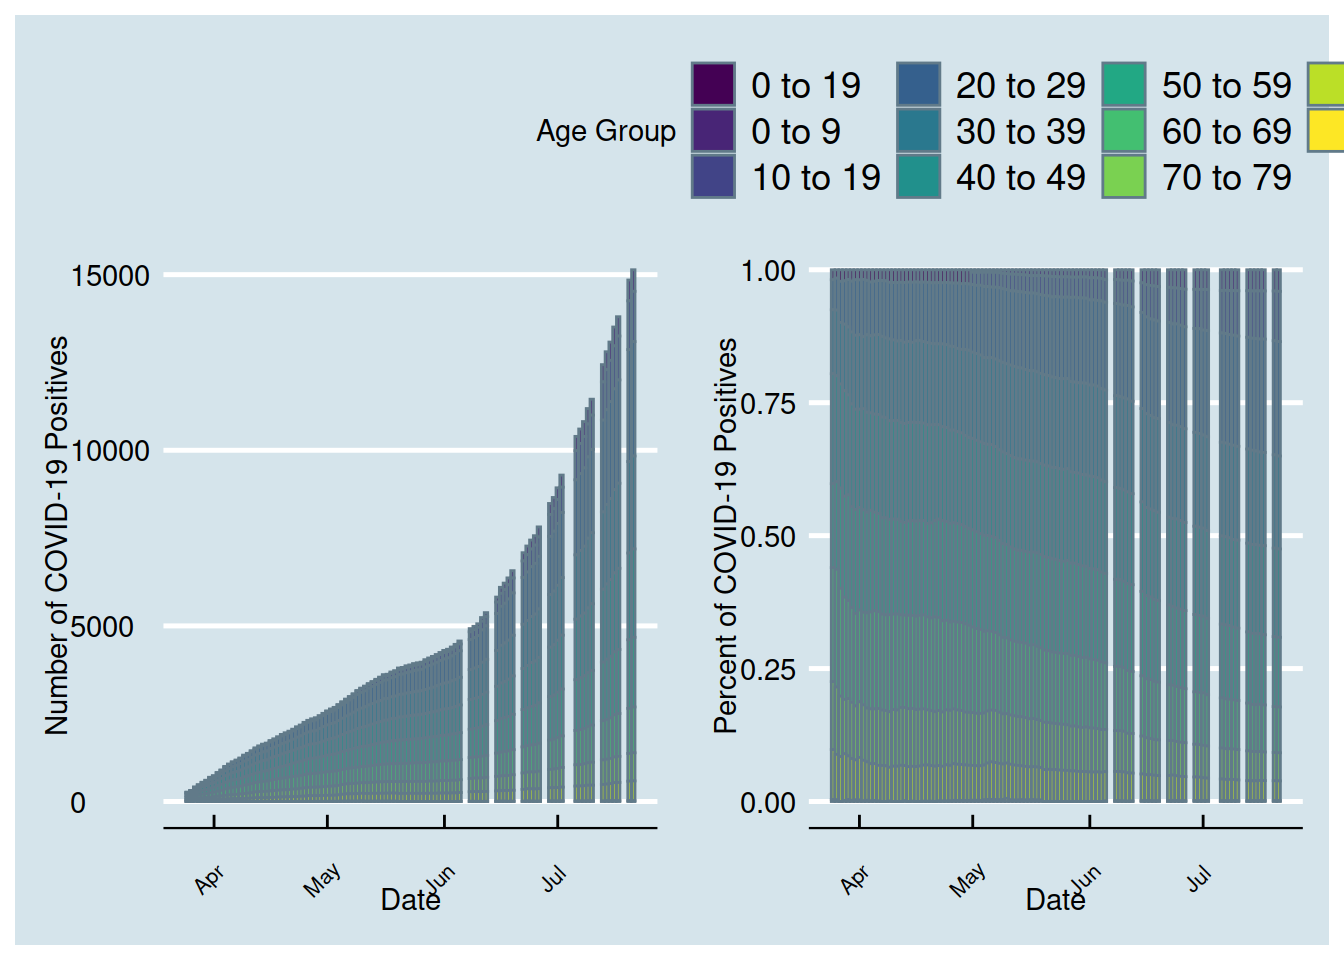 Age Group
0 to 19
0 to 9
10 to 19
20 to 29
30 to 39
40 to 49
50 to 59
60 to 69
70 to 79
Number of COVID-19 Positives
15000
10000
5000
0
Apr
May
Jun
Jul
Date
Percent of COVID-19 Positives
1.00
0.75
0.50
0.25
0.00
Apr
May
Jun
Jul
Date